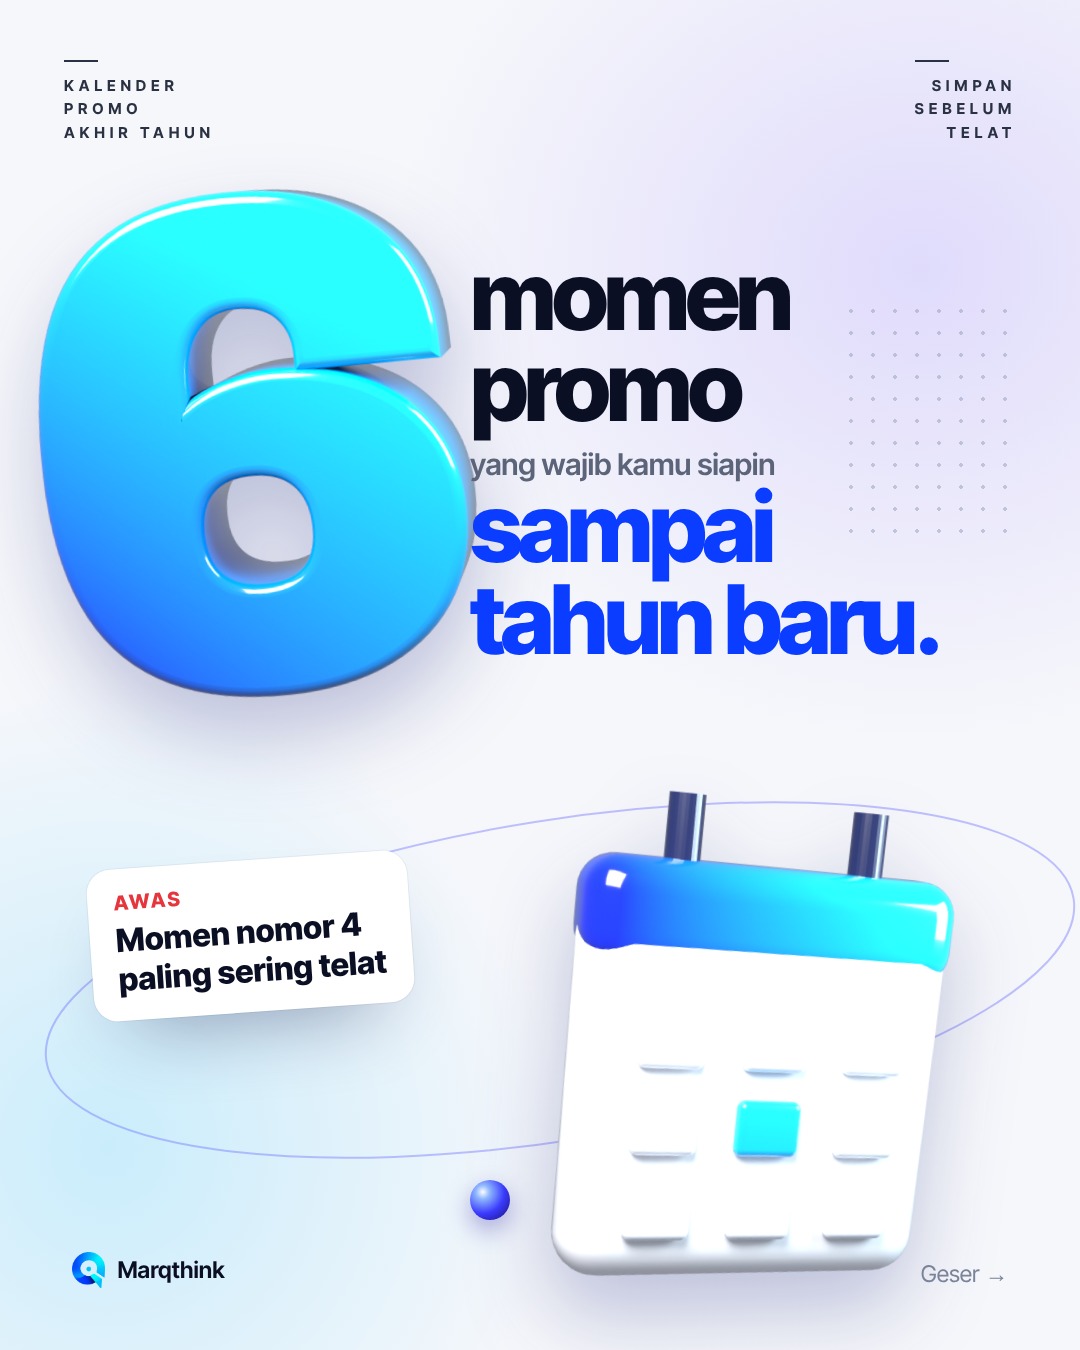 KALENDER
PROMO
AKHIR TAHUN
SIMPAN
SEBELUM
TELAT
6
momen
promo
yang wajib kamu siapin
sampai
tahun baru.
AWAS
Momen nomor 4
paling sering telat
Marqthink
Geser →